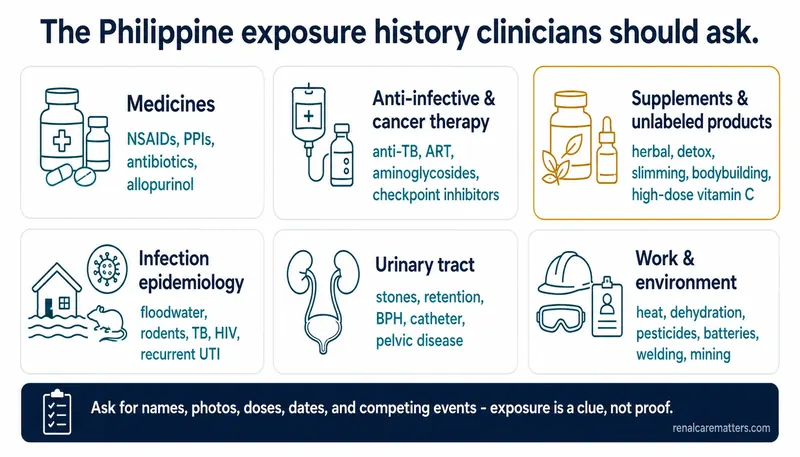 The Philippine exposure history clinicians should ask.
Medicines
NSAIDs, PPIs,
antibiotics,
allopurinol
Anti-infective &
cancer therapy
anti-TB, ART,
aminoglycosides,
checkpoint inhibitors
Supplements &
unlabeled products
herbal, detox,
slimming, bodybuilding,
high-dose vitamin C
Infection
epidemiology
floodwater,
rodents, TB, HIV,
recurrent UTI
Urinary tract
stones, retention,
BPH, catheter,
pelvic disease
Work &
environment
heat, dehydration,
pesticides, batteries,
welding, mining
Ask for names, photos, doses, dates, and competing events - exposure is a clue, not proof.
renalcarematters.com